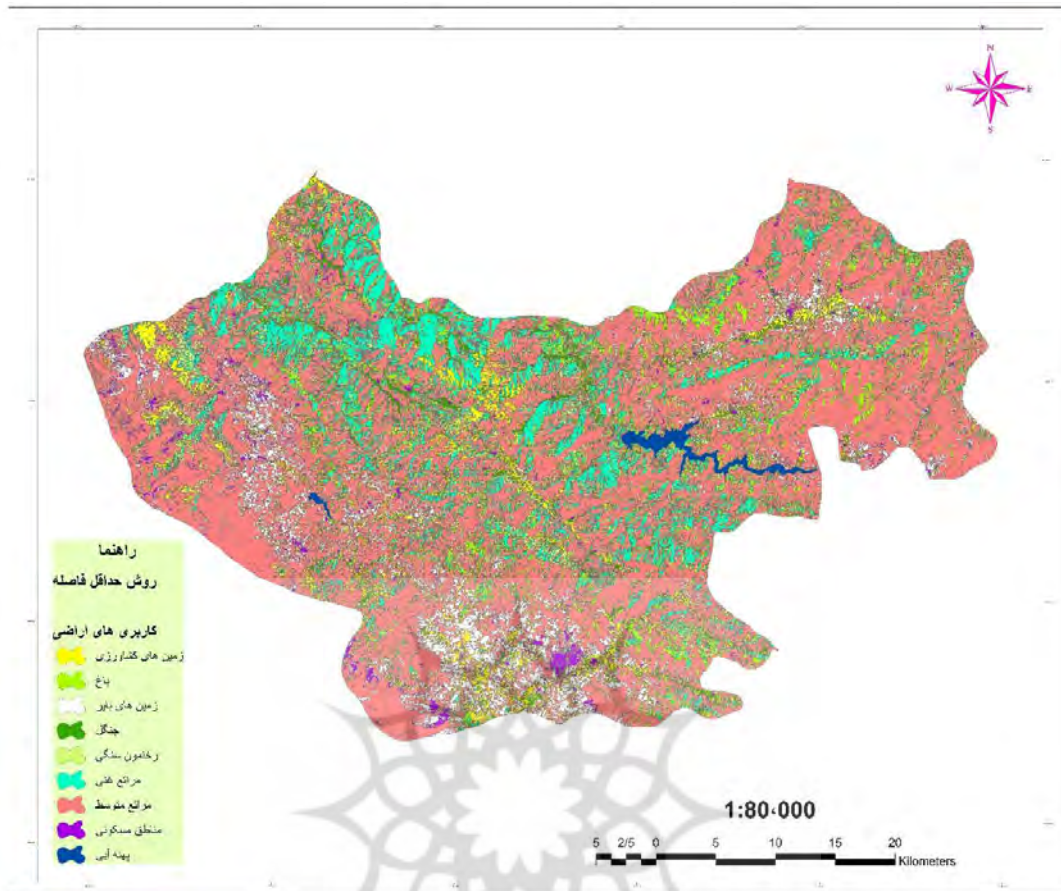 N
W
E
S
راهنما
روش حداقل فاصله
کاربری های اراضی
زمین های کشاورزی
باغ
زمین های بایر
جنگل
رخنمون سنگی
مراتع غنی
مراتع متوسط
مناطق مسکونی
پهنه آبی
1:80،000
5 2/5 0 5 10 15 20
Kilometers